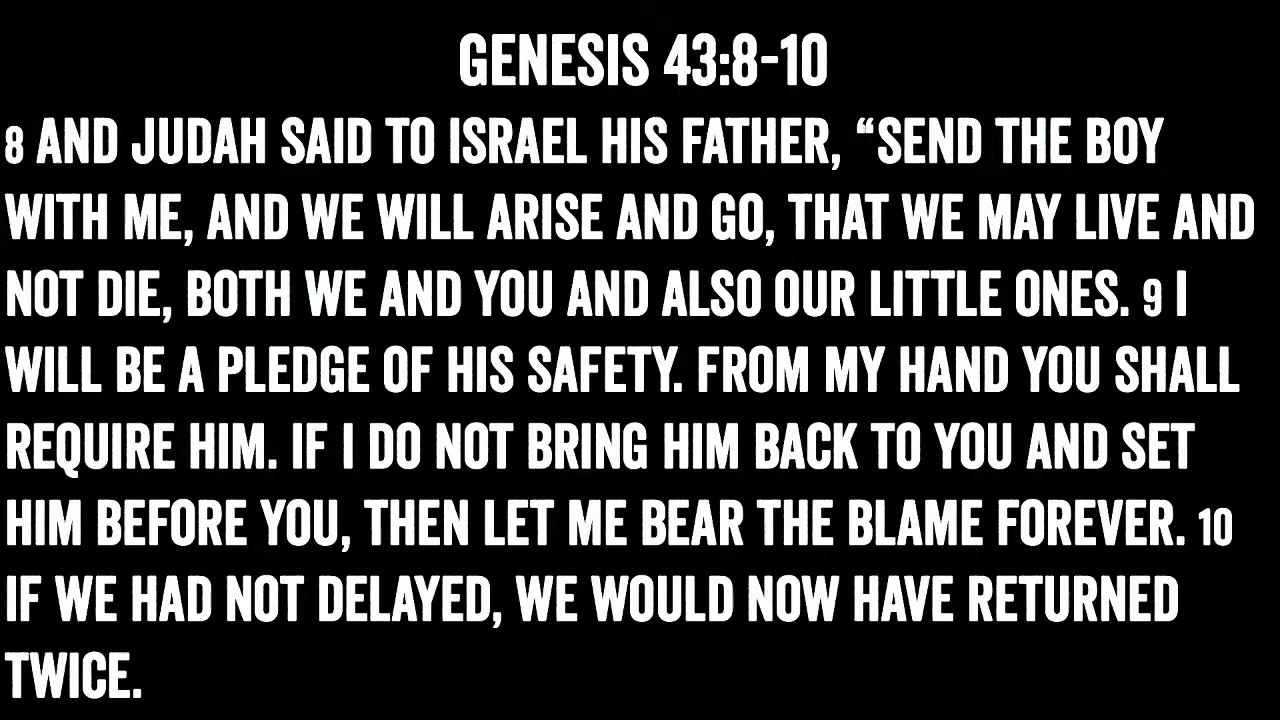 GENESIS 43:8-10
8 AND JUDAH SAID TO ISRAEL HIS FATHER, “SEND THE BOY
WITH ME, AND WE WILL ARISE AND GO, THAT WE MAY LIVE AND
NOT DIE, BOTH WE AND YOU AND ALSO OUR LITTLE ONES. 9 I
WILL BE A PLEDGE OF HIS SAFETY. FROM MY HAND YOU SHALL
REQUIRE HIM. IF I DO NOT BRING HIM BACK TO YOU AND SET
HIM BEFORE YOU, THEN LET ME BEAR THE BLAME FOREVER. 10
IF WE HAD NOT DELAYED, WE WOULD NOW HAVE RETURNED
TWICE.